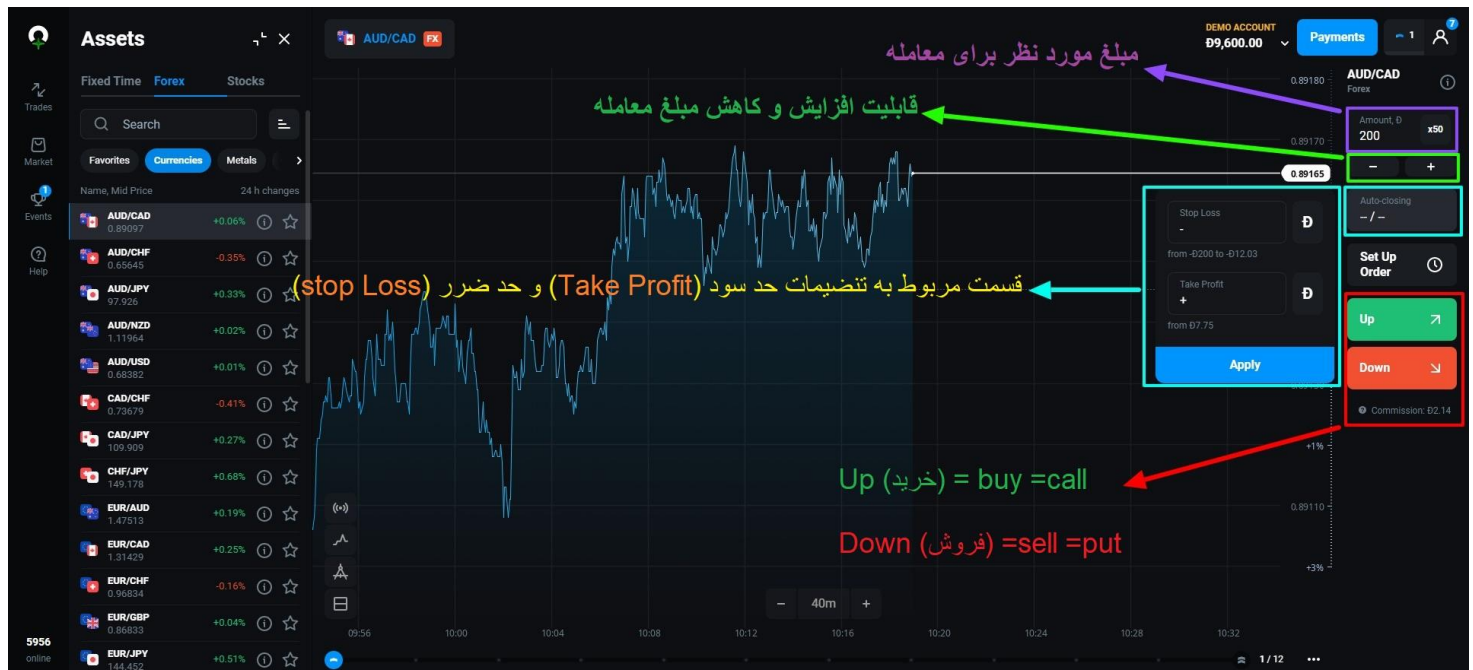 Assets
AUD/CAD FX
DEMO ACCOUNT
Đ9,600.00
Payments
1
7
Fixed Time Forex Stocks
Search
Favorites Currencies Metals
Name, Mid Price 24 h changes
AUD/CAD +0.06%
0.89097
AUD/CHF -0.35%
0.65645
AUD/JPY +0.33%
97.926
AUD/NZD +0.02%
1.11964
AUD/USD +0.01%
0.68382
CAD/CHF -0.41%
0.73679
CAD/JPY +0.27%
109.909
CHF/JPY +0.68%
149.178
EUR/AUD +0.19%
1.47513
EUR/CAD +0.25%
1.31429
EUR/CHF -0.16%
0.96834
EUR/GBP +0.04%
0.86833
EUR/JPY +0.51%
144.452
Trades
Market
1
Events
Help
5956
online
مبلغ مورد نظر برای معامله
قابلیت افزایش و کاهش مبلغ معامله
قسمت مربوط به تنضیمات حد سود (Take Profit) و حد ضرر (stop Loss)
Up (خرید) = buy =call
Down (فروش) =sell =put
0.89180
0.89170
0.89165
+1%
0.89110
+3%
Stop Loss
-
Đ
from -Đ200 to -Đ12.03
Take Profit
+
Đ
from Đ7.75
Apply
AUD/CAD
Forex
Amount, Đ
200 x50
− +
Auto-closing
-- / --
Set Up
Order
Up
Down
Commission: Đ2.14
− 40m +
09:56 10:00 10:04 10:08 10:12 10:16 10:20 10:24 10:28 10:32
1 / 12